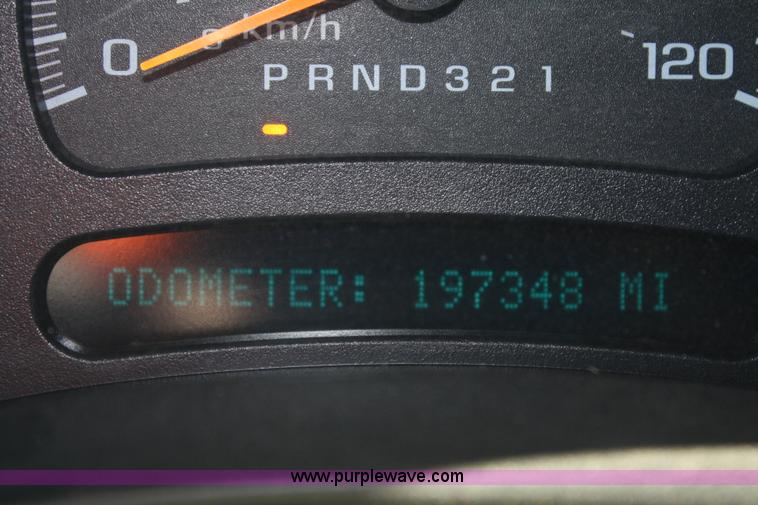 km/h
0
120
PRND321
ODOMETER: 197348 MI
www.purplewave.com